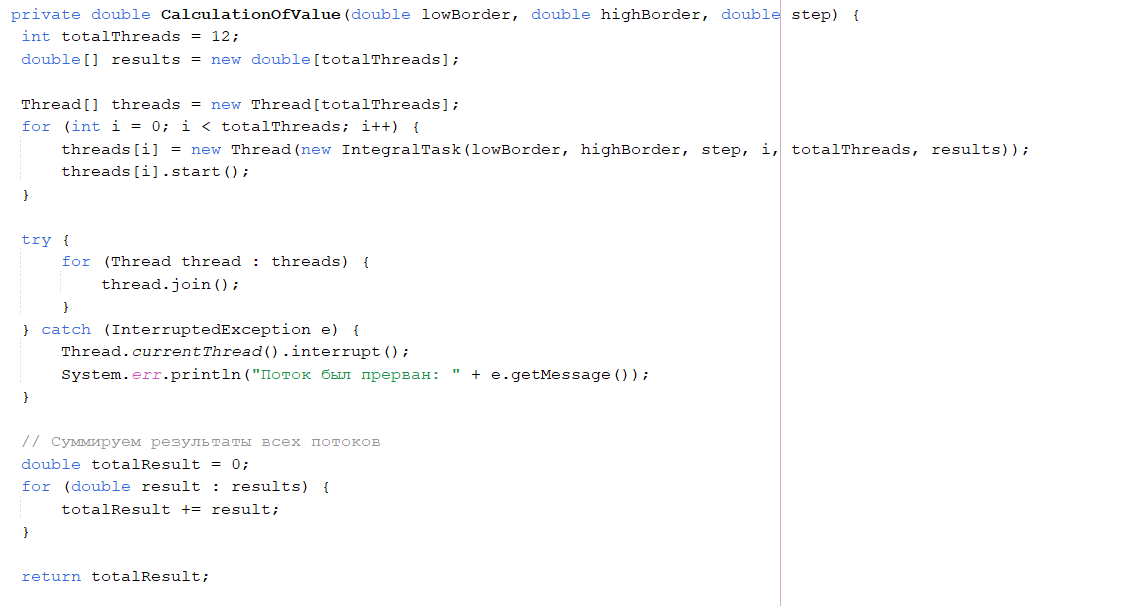 private double CalculationOfValue(double lowBorder, double highBorder, double step) {
int totalThreads = 12;
double[] results = new double[totalThreads];
Thread[] threads = new Thread[totalThreads];
for (int i = 0; i < totalThreads; i++) {
threads[i] = new Thread(new IntegralTask(lowBorder, highBorder, step, i, totalThreads, results));
threads[i].start();
}
try {
for (Thread thread : threads) {
thread.join();
}
} catch (InterruptedException e) {
Thread.currentThread().interrupt();
System.err.println("Поток был прерван: " + e.getMessage());
}
// Суммируем результаты всех потоков
double totalResult = 0;
for (double result : results) {
totalResult += result;
}
return totalResult;